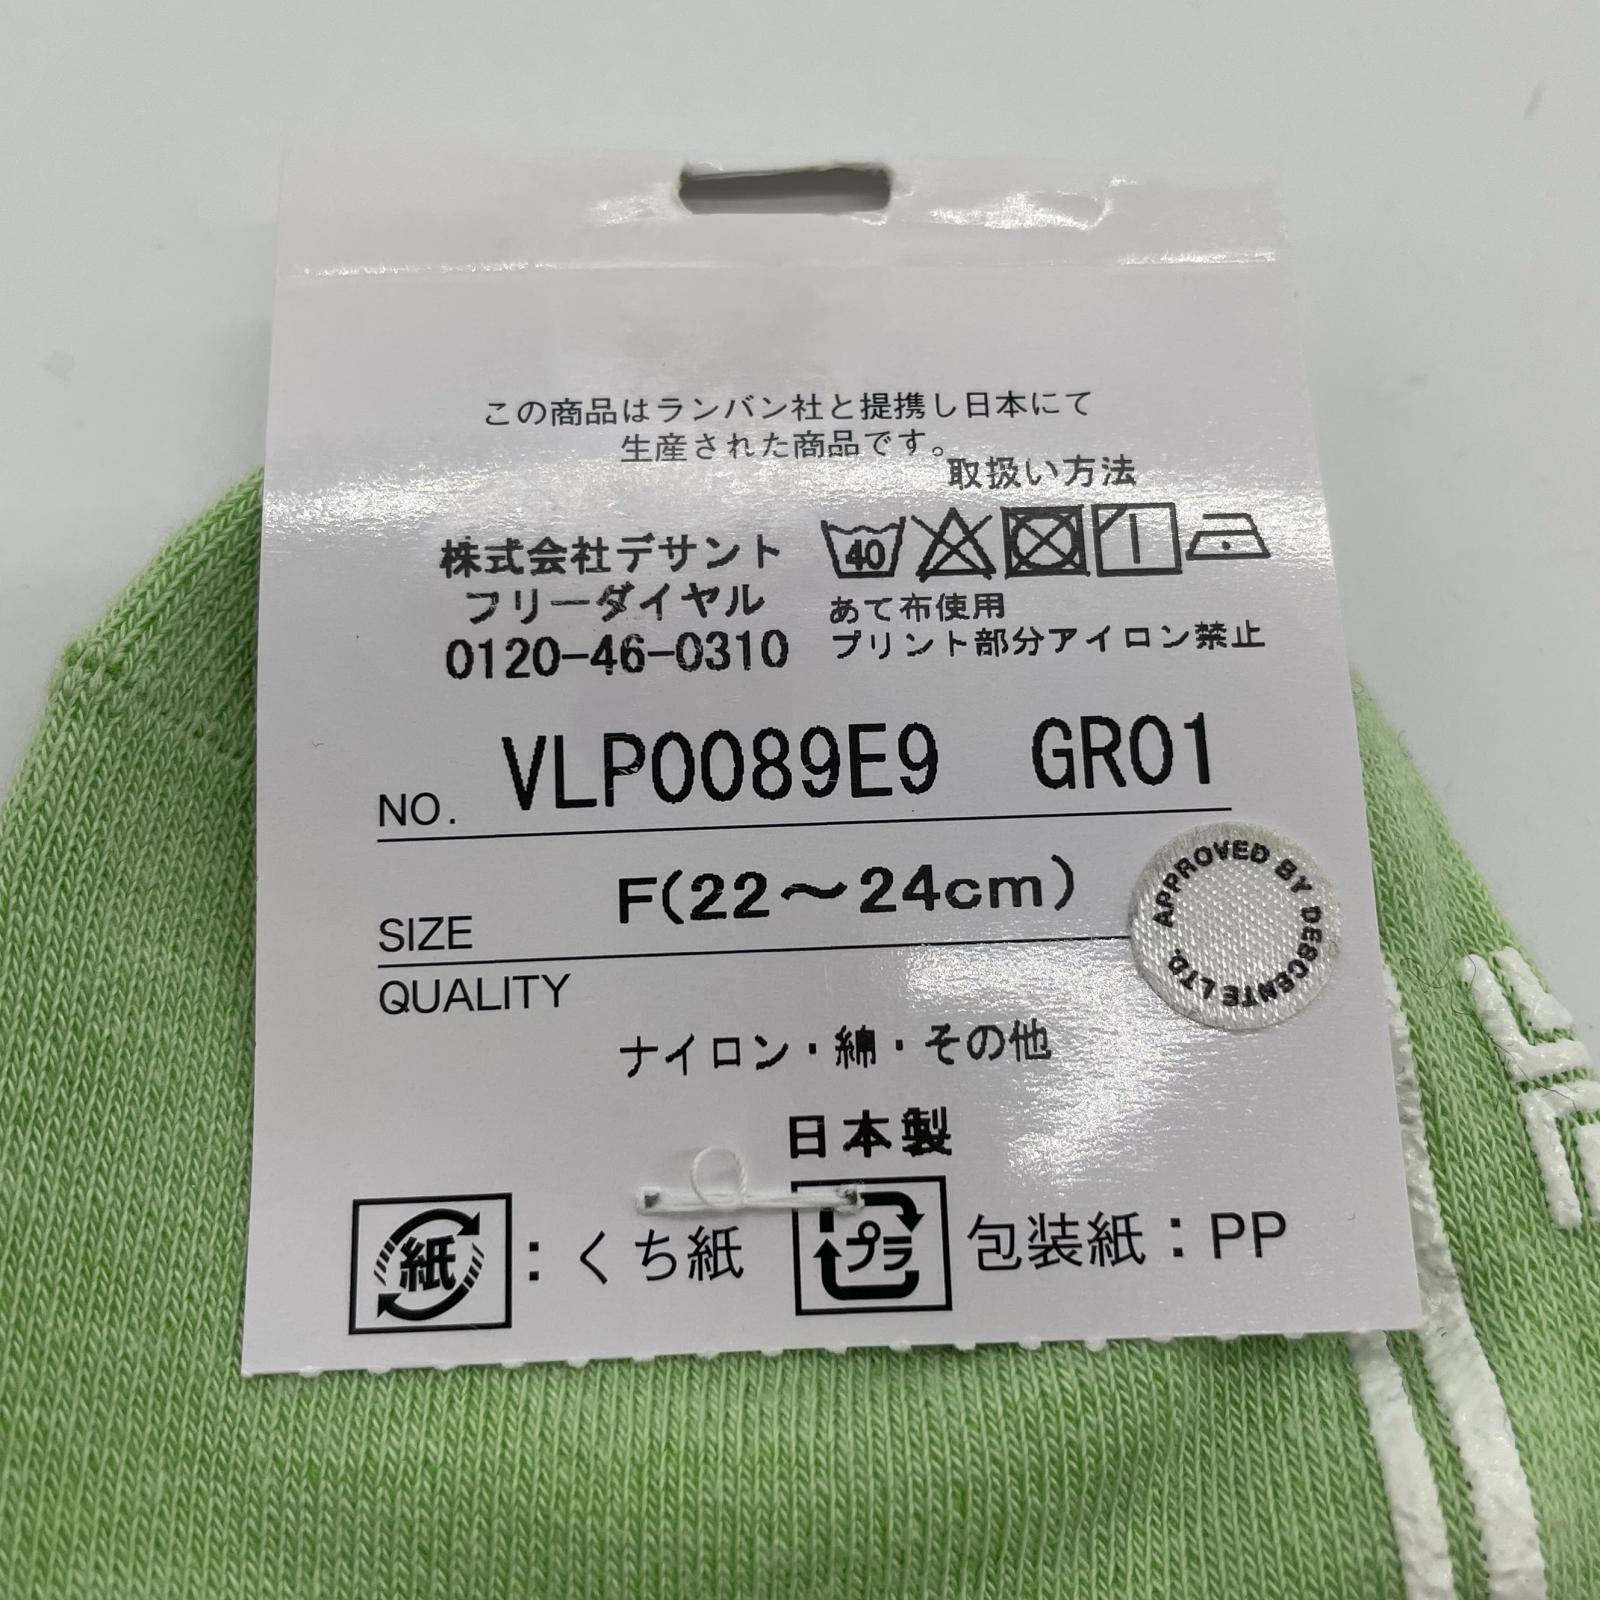 この商品はランバン社と提携し日本にて
生産された商品です。
取扱い方法
40
株式会社デサント
フリーダイヤル
0120-46-0310
あて布使用
プリント部分アイロン禁止
NO. VLP0089E9 GR01
SIZE F(22〜24cm)
APPROVED BY DESCENTE LTD.
QUALITY
ナイロン・綿・その他
日本製
紙:くち紙 プラ 包装紙:PP